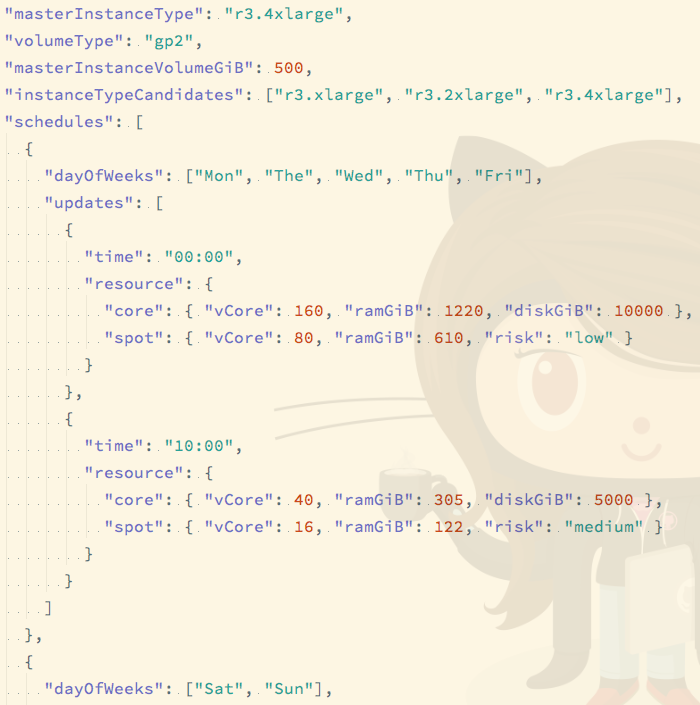 "masterInstanceType": "r3.4xlarge",
"volumeType": "gp2",
"masterInstanceVolumeGiB": 500,
"instanceTypeCandidates": ["r3.xlarge", "r3.2xlarge", "r3.4xlarge"],
"schedules": [
{
"dayOfWeeks": ["Mon", "The", "Wed", "Thu", "Fri"],
"updates": [
{
"time": "00:00",
"resource": {
"core": { "vCore": 160, "ramGiB": 1220, "diskGiB": 10000 },
"spot": { "vCore": 80, "ramGiB": 610, "risk": "low" }
}
},
{
"time": "10:00",
"resource": {
"core": { "vCore": 40, "ramGiB": 305, "diskGiB": 5000 },
"spot": { "vCore": 16, "ramGiB": 122, "risk": "medium" }
}
}
]
},
{
"dayOfWeeks": ["Sat", "Sun"],